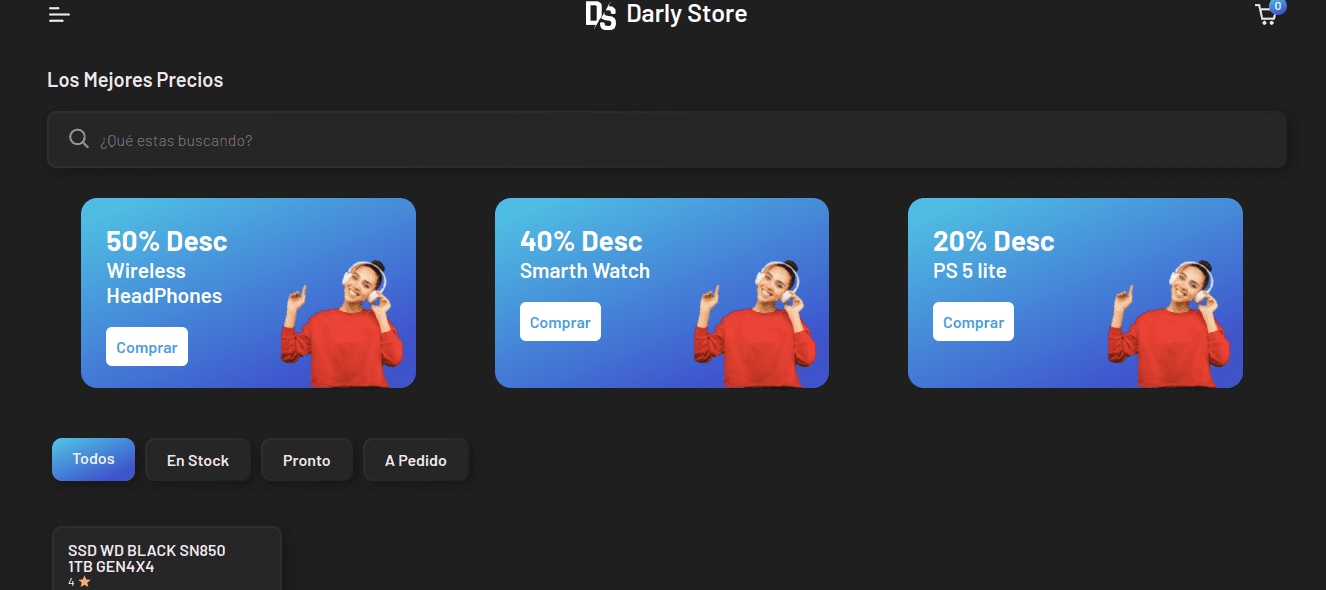 DS Darly Store
0
Los Mejores Precios
¿Qué estas buscando?
50% Desc
Wireless
HeadPhones
Comprar
40% Desc
Smarth Watch
Comprar
20% Desc
PS 5 lite
Comprar
Todos
En Stock
Pronto
A Pedido
SSD WD BLACK SN850
1TB GEN4X4
4